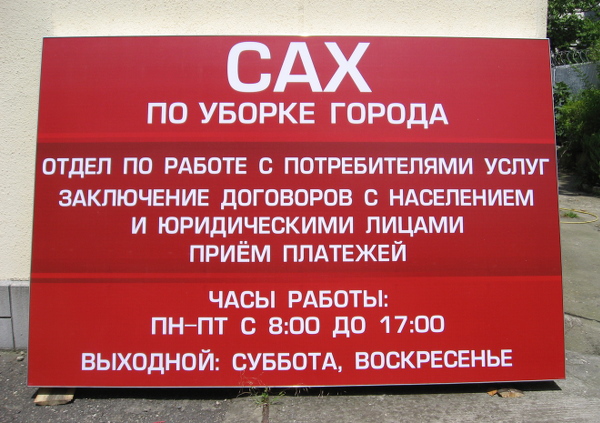 САХ
ПО УБОРКЕ ГОРОДА
ОТДЕЛ ПО РАБОТЕ С ПОТРЕБИТЕЛЯМИ УСЛУГ
ЗАКЛЮЧЕНИЕ ДОГОВОРОВ С НАСЕЛЕНИЕМ
И ЮРИДИЧЕСКИМИ ЛИЦАМИ
ПРИЁМ ПЛАТЕЖЕЙ
ЧАСЫ РАБОТЫ:
ПН-ПТ С 8:00 ДО 17:00
ВЫХОДНОЙ: СУББОТА, ВОСКРЕСЕНЬЕ